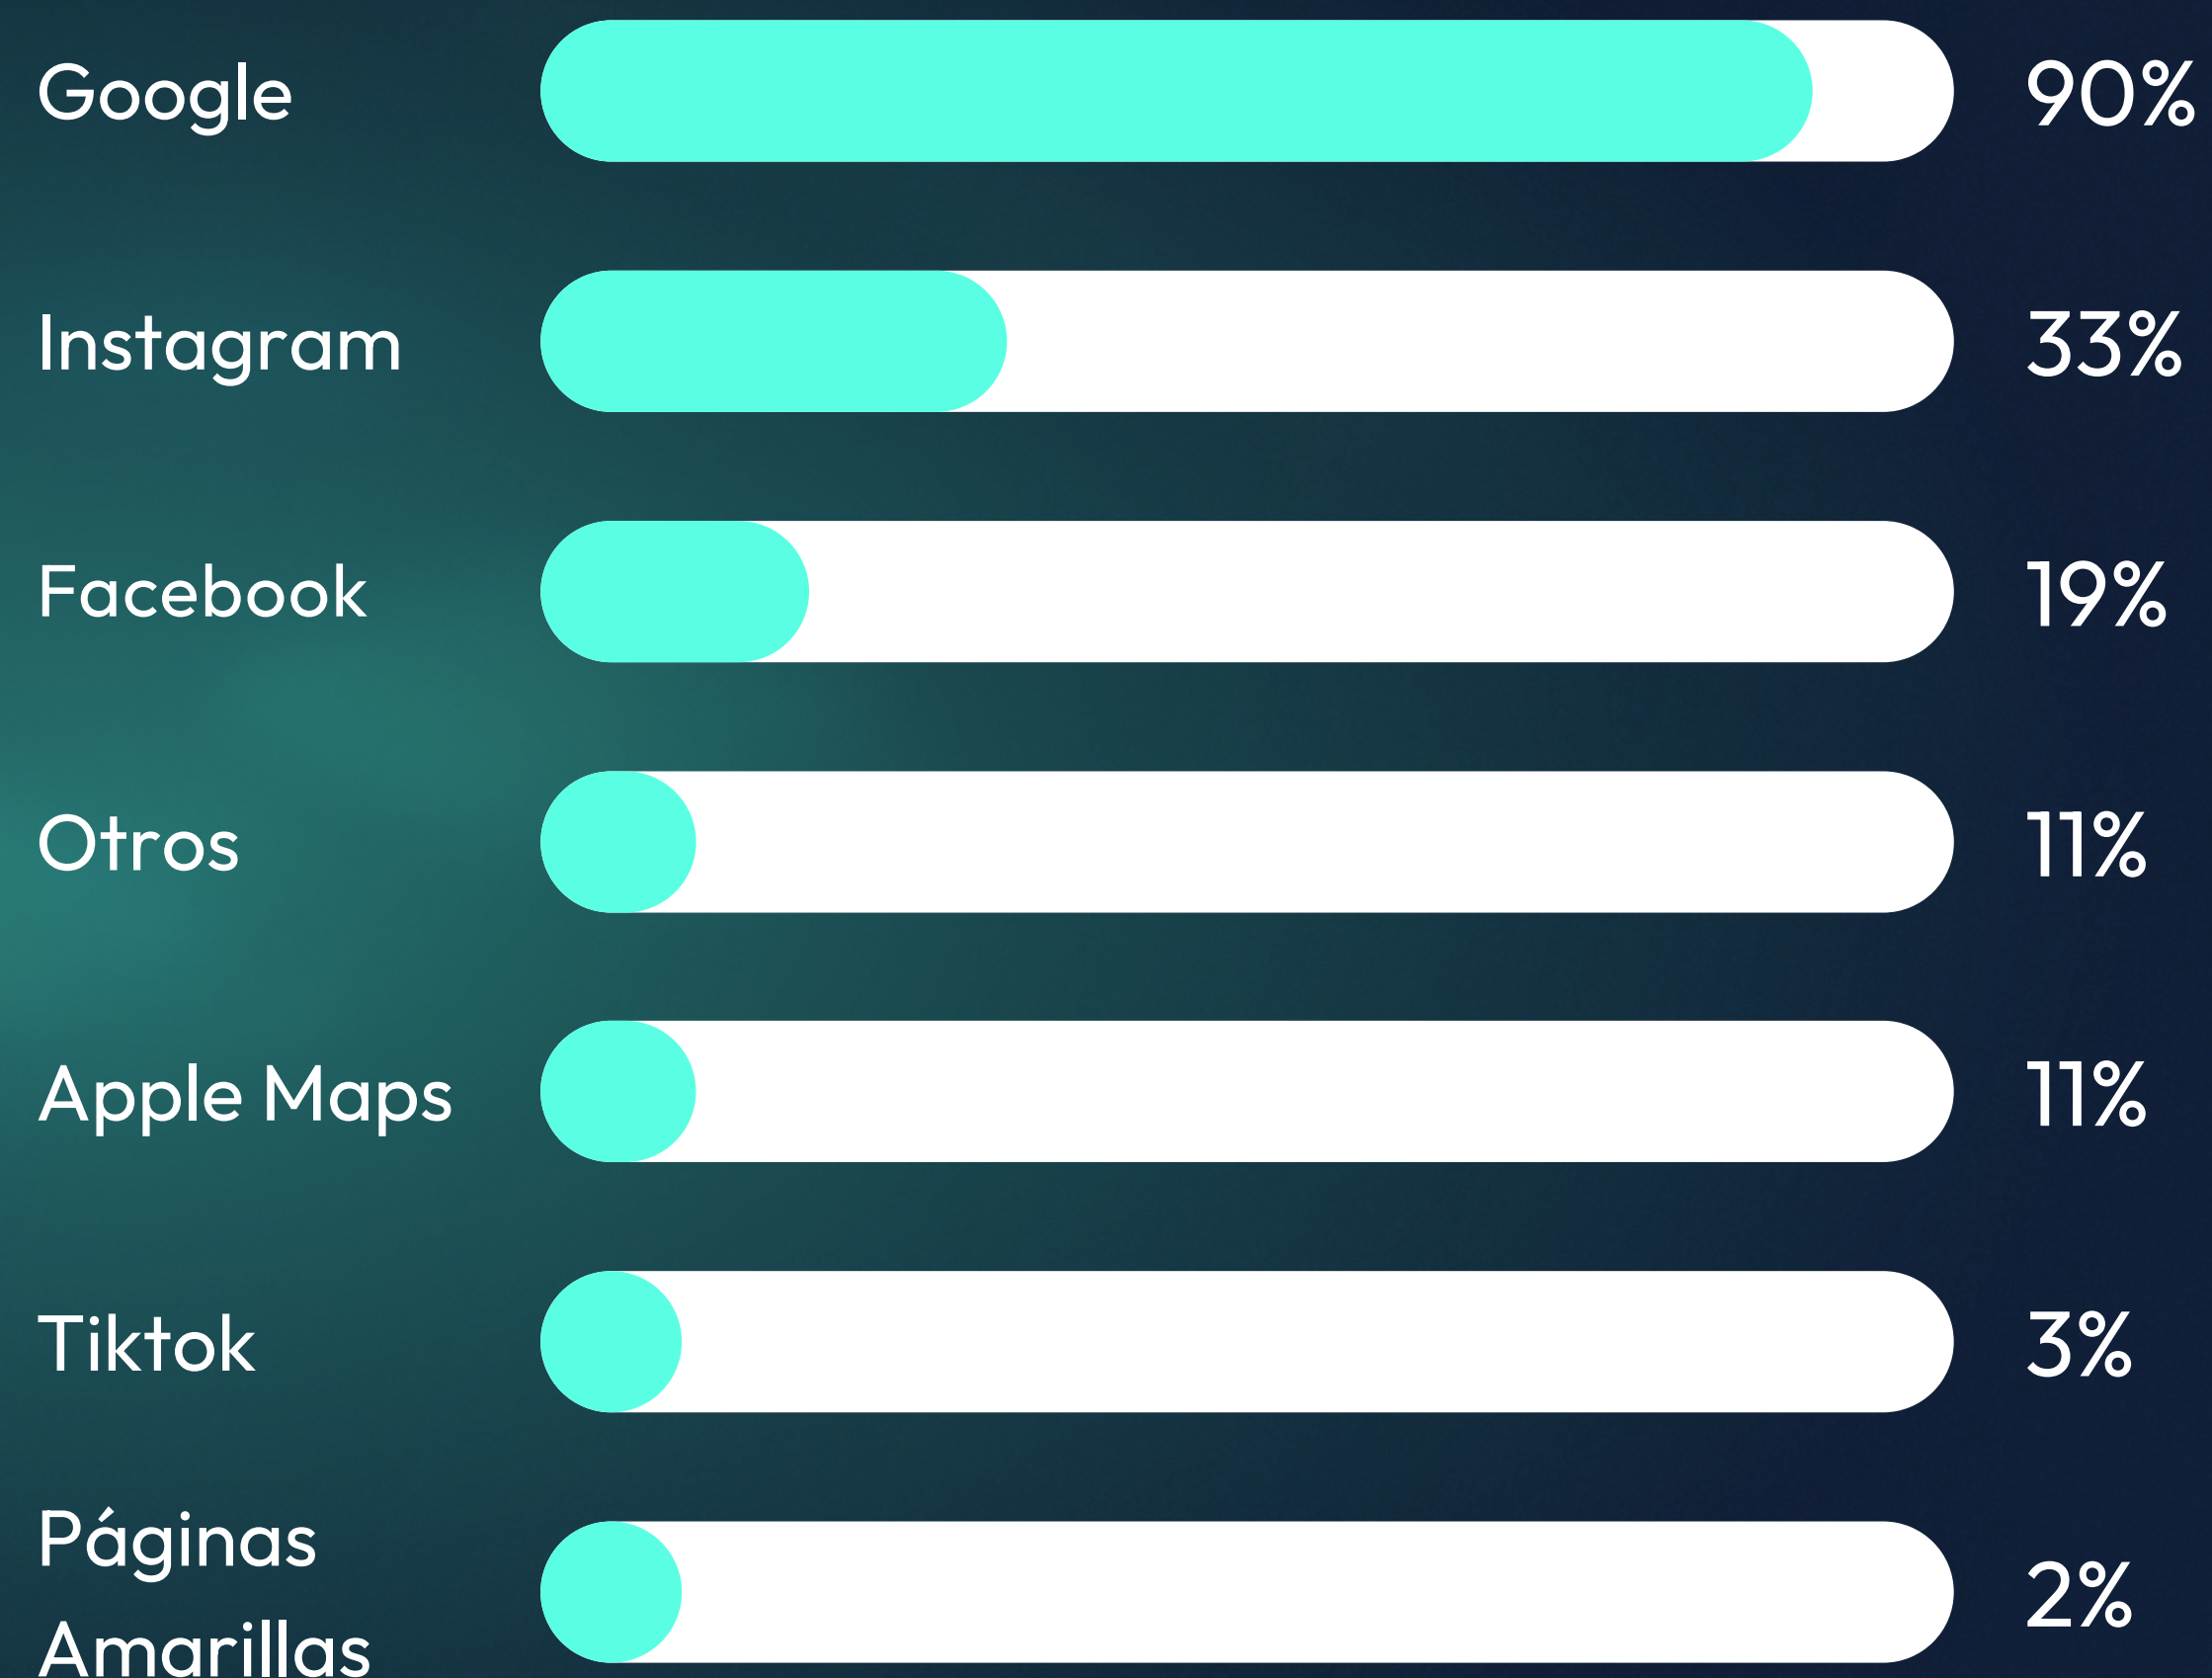 Google 90%
Instagram 33%
Facebook 19%
Otros 11%
Apple Maps 11%
Tiktok 3%
Páginas
Amarillas 2%